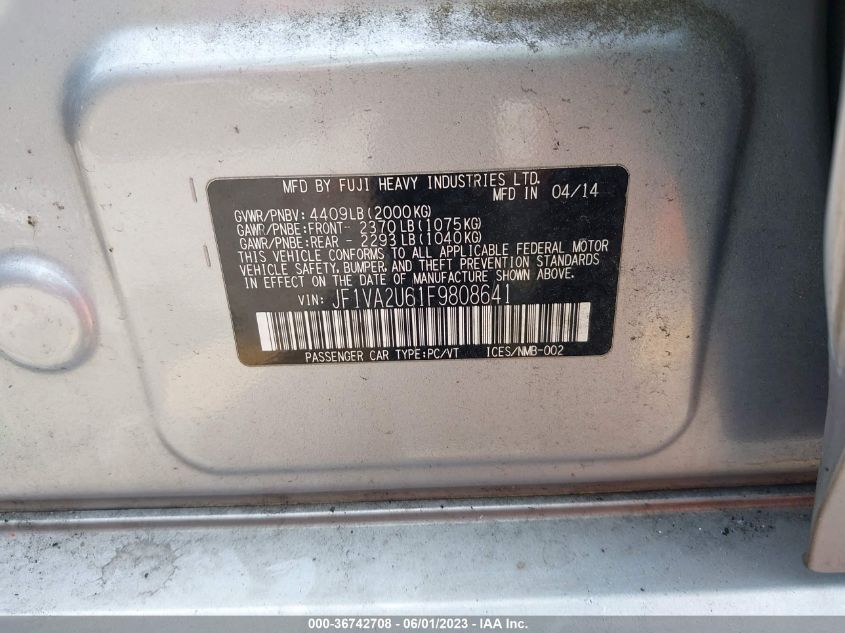 MFD BY FUJI HEAVY INDUSTRIES LTD.
MFD IN 04/14
GVWR/PNBV: 4409LB(2000KG)
GAWR/PNBE:FRONT- 2370LB(1075KG)
GAWR/PNBE:REAR - 2293LB(1040KG)
THIS VEHICLE CONFORMS TO ALL APPLICABLE FEDERAL MOTOR
VEHICLE SAFETY, BUMPER, AND THEFT PREVENTION STANDARDS
IN EFFECT ON THE DATE OF MANUFACTURE SHOWN ABOVE.
VIN: JF1VA2U61F9808641
PASSENGER CAR TYPE:PC/VT ICES/NMB-002
000-36742708 - 06/01/2023 - IAA Inc.